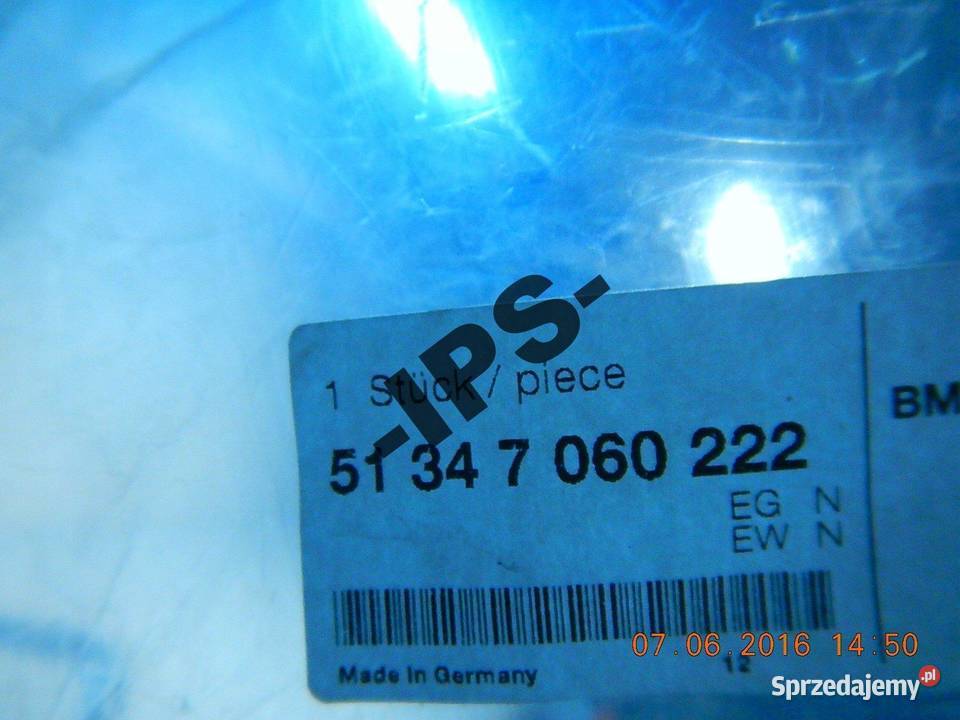 -IPS-
1 Stück / piece
51 34 7 060 222
BM
EG N
EW N
07.06.2016 14:50
Made In Germany
12
Sprzedajemy.pl